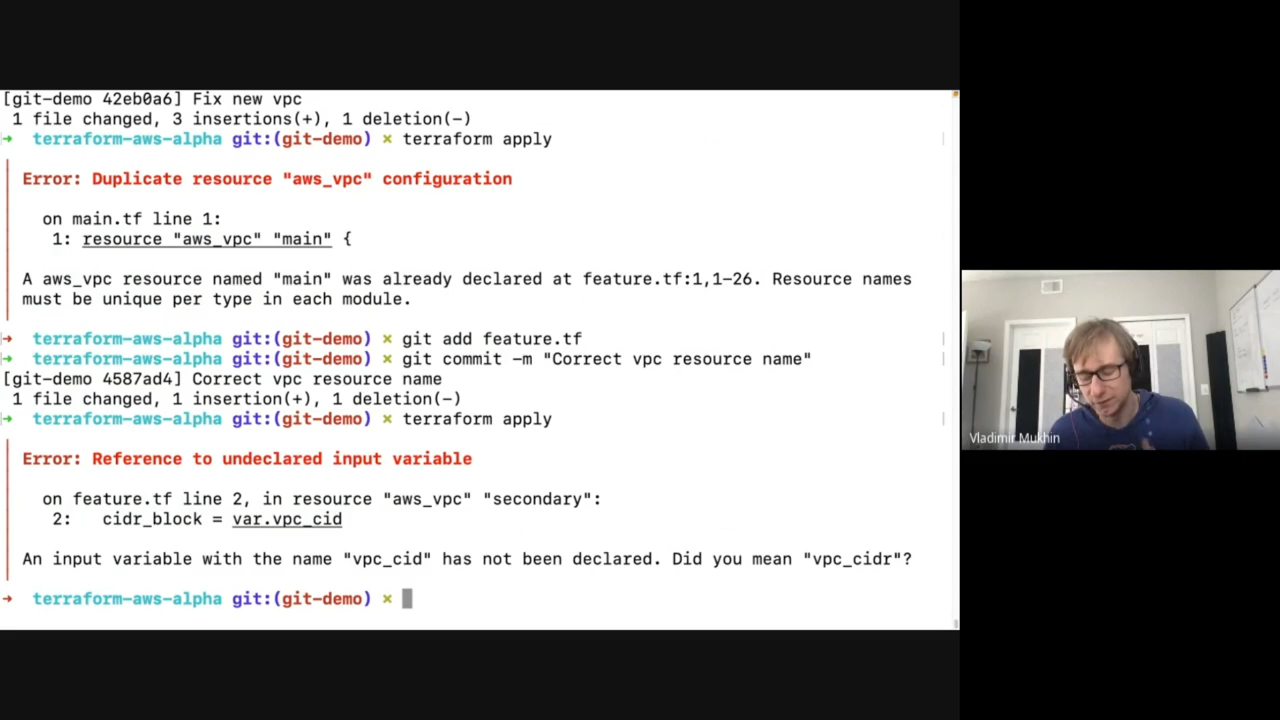 [git-demo 42eb0a6] Fix new vpc
1 file changed, 3 insertions(+), 1 deletion(-)
→ terraform-aws-alpha git:(git-demo) × terraform apply
Error: Duplicate resource "aws_vpc" configuration
on main.tf line 1:
1: resource "aws_vpc" "main" {
A aws_vpc resource named "main" was already declared at feature.tf:1,1-26. Resource names
must be unique per type in each module.
→ terraform-aws-alpha git:(git-demo) × git add feature.tf
→ terraform-aws-alpha git:(git-demo) × git commit -m "Correct vpc resource name"
[git-demo 4587ad4] Correct vpc resource name
1 file changed, 1 insertion(+), 1 deletion(-)
→ terraform-aws-alpha git:(git-demo) × terraform apply
Error: Reference to undeclared input variable
on feature.tf line 2, in resource "aws_vpc" "secondary":
2: cidr_block = var.vpc_cid
An input variable with the name "vpc_cid" has not been declared. Did you mean "vpc_cidr"?
→ terraform-aws-alpha git:(git-demo) ×
Vladimir Mukhin